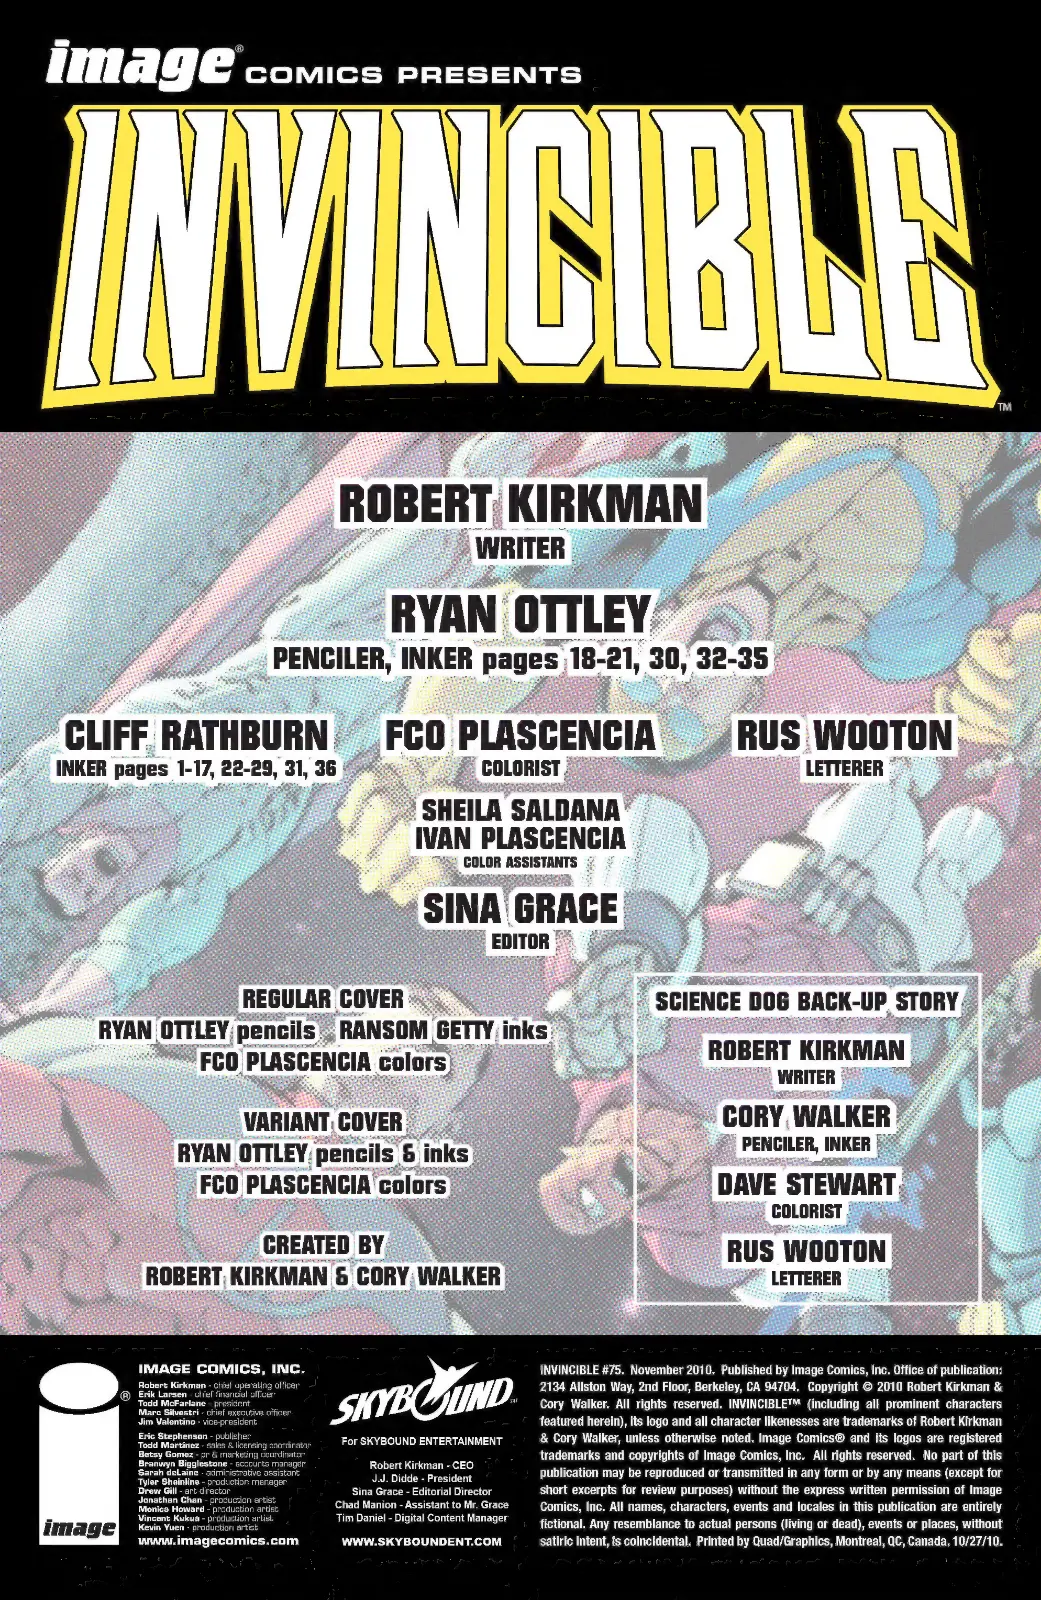 image® COMICS PRESENTS
INVINCIBLE™
ROBERT KIRKMAN
WRITER
RYAN OTTLEY
PENCILER, INKER pages 18-21, 30, 32-35
CLIFF RATHBURN
INKER pages 1-17, 22-29, 31, 36
FCO PLASCENCIA
COLORIST
RUS WOOTON
LETTERER
SHEILA SALDANA
IVAN PLASCENCIA
COLOR ASSISTANTS
SINA GRACE
EDITOR
REGULAR COVER
RYAN OTTLEY pencils RANSOM GETTY inks
FCO PLASCENCIA colors
VARIANT COVER
RYAN OTTLEY pencils & inks
FCO PLASCENCIA colors
CREATED BY
ROBERT KIRKMAN & CORY WALKER
SCIENCE DOG BACK-UP STORY
ROBERT KIRKMAN
WRITER
CORY WALKER
PENCILER, INKER
DAVE STEWART
COLORIST
RUS WOOTON
LETTERER
image ®
IMAGE COMICS, INC.
Robert Kirkman - chief operating officer
Erik Larsen - chief financial officer
Todd McFarlane - president
Marc Silvestri - chief executive officer
Jim Valentino - vice-president
Eric Stephenson - publisher
Todd Martinez - sales & licensing coordinator
Betsy Gomez - pr & marketing coordinator
Branwyn Bigglestone - accounts manager
Sarah deLaine - administrative assistant
Tyler Shainline - production manager
Drew Gill - art director
Jonathan Chan - production artist
Monica Howard - production artist
Vincent Kukua - production artist
Kevin Yuen - production artist
www.imagecomics.com
SKYBOUND™
For SKYBOUND ENTERTAINMENT
Robert Kirkman - CEO
J.J. Didde - President
Sina Grace - Editorial Director
Chad Manion - Assistant to Mr. Grace
Tim Daniel - Digital Content Manager
WWW.SKYBOUNDENT.COM
INVINCIBLE #75. November 2010. Published by Image Comics, Inc. Office of publication:
2134 Allston Way, 2nd Floor, Berkeley, CA 94704. Copyright © 2010 Robert Kirkman &
Cory Walker. All rights reserved. INVINCIBLE™ (including all prominent characters
featured herein), its logo and all character likenesses are trademarks of Robert Kirkman
& Cory Walker, unless otherwise noted. Image Comics® and its logos are registered
trademarks and copyrights of Image Comics, Inc. All rights reserved. No part of this
publication may be reproduced or transmitted in any form or by any means (except for
short excerpts for review purposes) without the express written permission of Image
Comics, Inc. All names, characters, events and locales in this publication are entirely
fictional. Any resemblance to actual persons (living or dead), events or places, without
satiric intent, is coincidental. Printed by Quad/Graphics, Montreal, QC, Canada. 10/27/10.